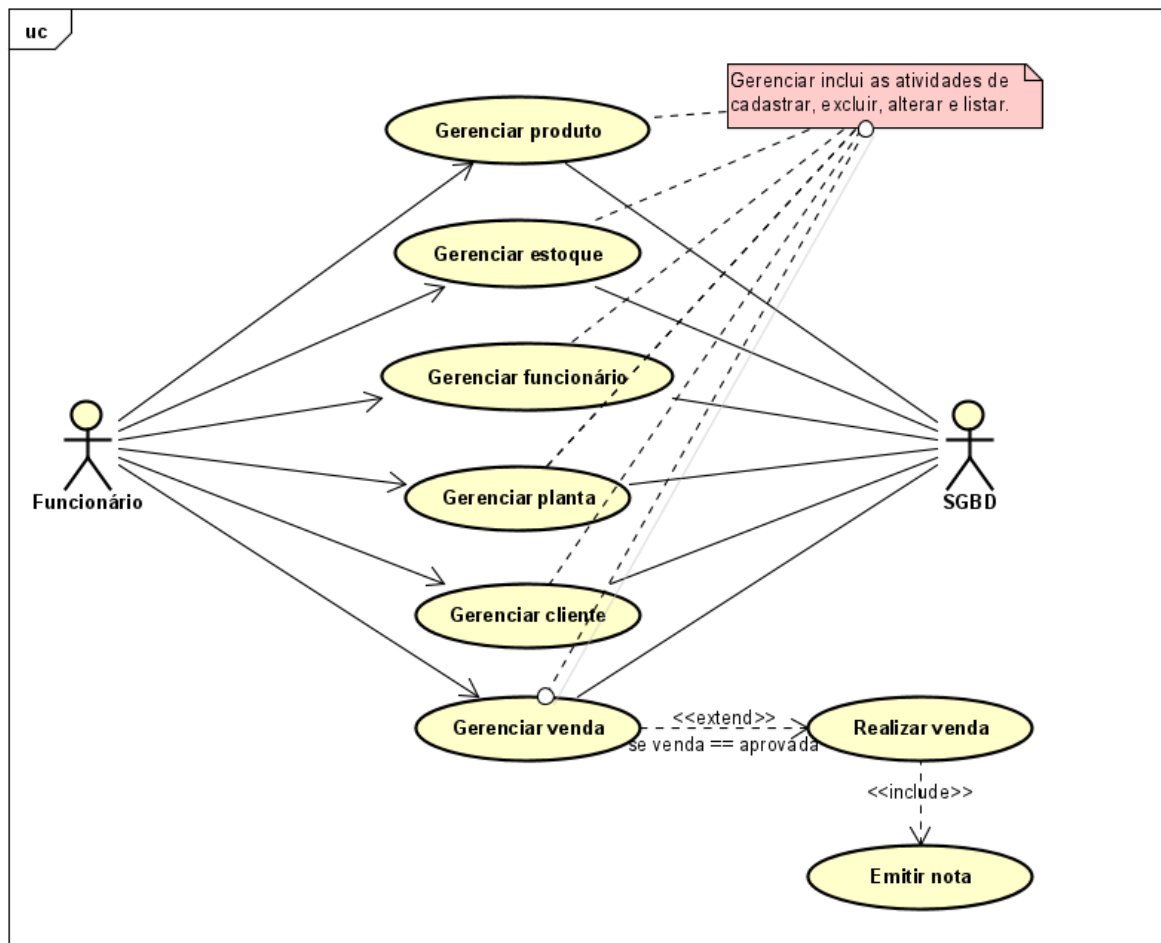 uc
Gerenciar inclui as atividades de
cadastrar, excluir, alterar e listar.
Gerenciar produto
Gerenciar estoque
Gerenciar funcionário
Funcionário
SGBD
Gerenciar planta
Gerenciar cliente
Gerenciar venda
<<extend>>
se venda == aprovada
Realizar venda
<<include>>
Emitir nota